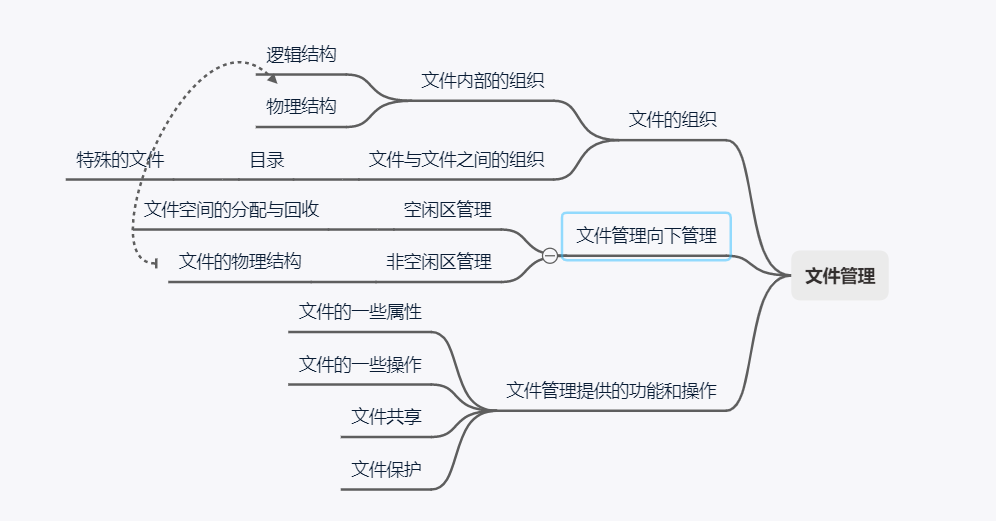 逻辑结构
文件内部的组织
物理结构
文件的组织
特殊的文件
目录
文件与文件之间的组织
文件空间的分配与回收
空闲区管理
文件管理向下管理
文件的物理结构
非空闲区管理
文件管理
文件的一些属性
文件的一些操作
文件管理提供的功能和操作
文件共享
文件保护